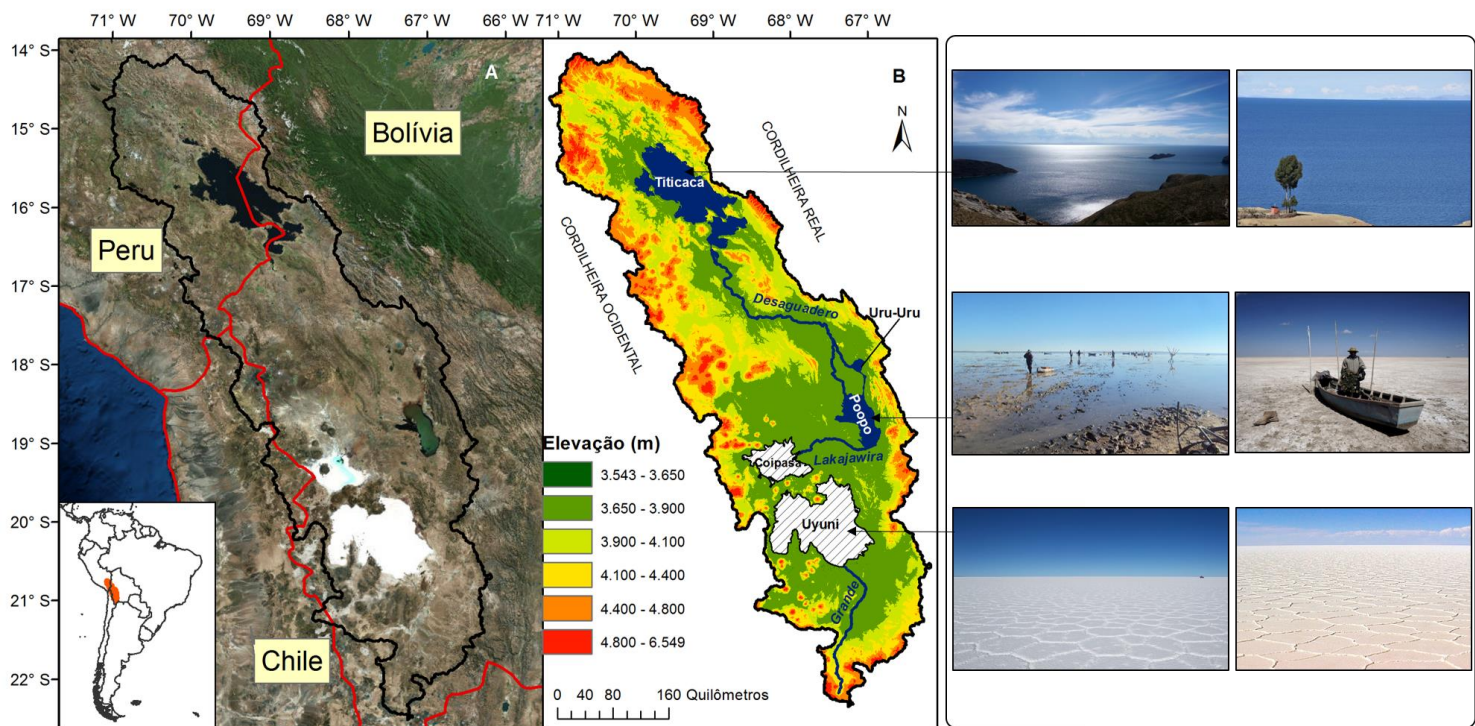 71° W 70° W 69° W 68° W 67° W 66° W
71° W 70° W 69° W 68° W 67° W
14° S
15° S
16° S
17° S
18° S
19° S
20° S
21° S
22° S
A
Bolívia
Peru
Chile
B
N
CORDILHEIRA REAL
CORDILHEIRA OCIDENTAL
Titicaca
Desaguadero
Uru-Uru
Poopo
Lakajawira
Coipasa
Uyuni
Grande
Elevação (m)
3.543 - 3.650
3.650 - 3.900
3.900 - 4.100
4.100 - 4.400
4.400 - 4.800
4.800 - 6.549
0 40 80 160 Quilômetros